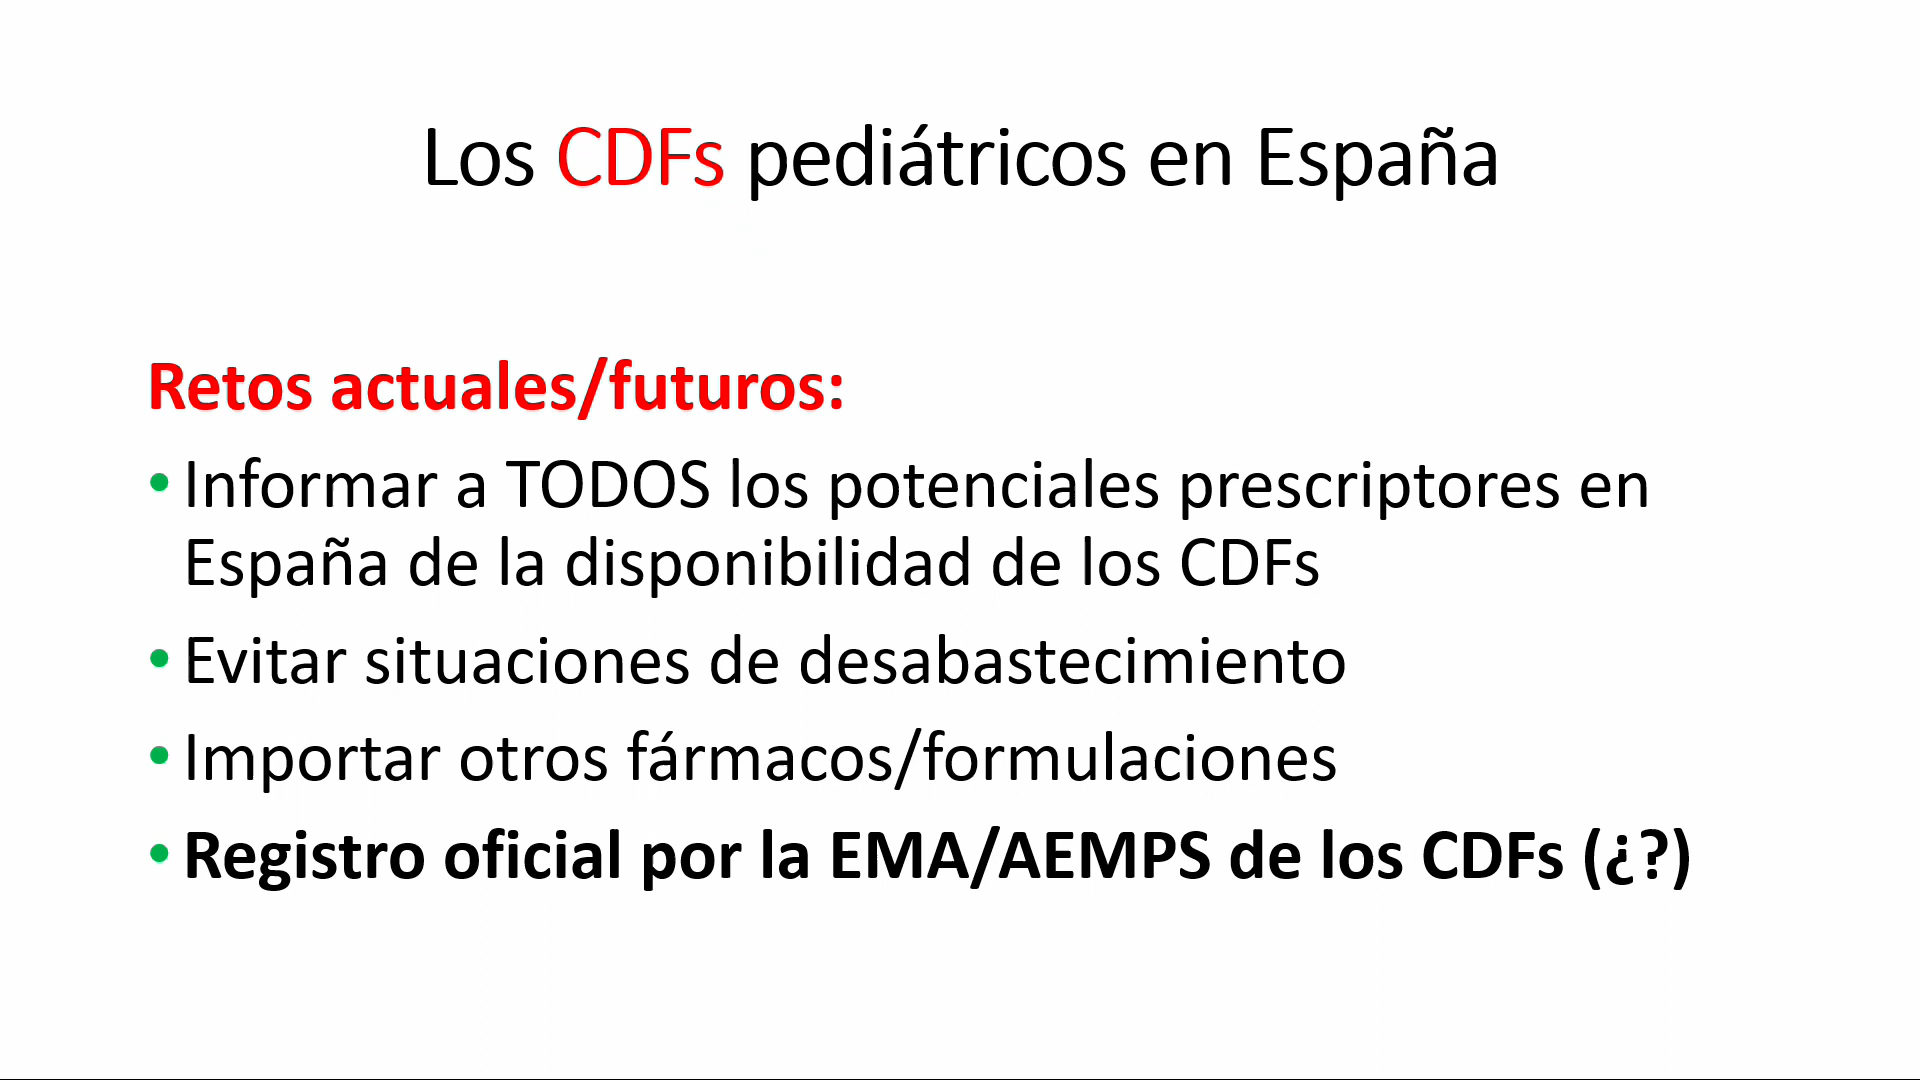 Los CDFs pediátricos en España
Retos actuales/futuros:
• Informar a TODOS los potenciales prescriptores en
España de la disponibilidad de los CDFs
• Evitar situaciones de desabastecimiento
• Importar otros fármacos/formulaciones
• Registro oficial por la EMA/AEMPS de los CDFs (¿?)